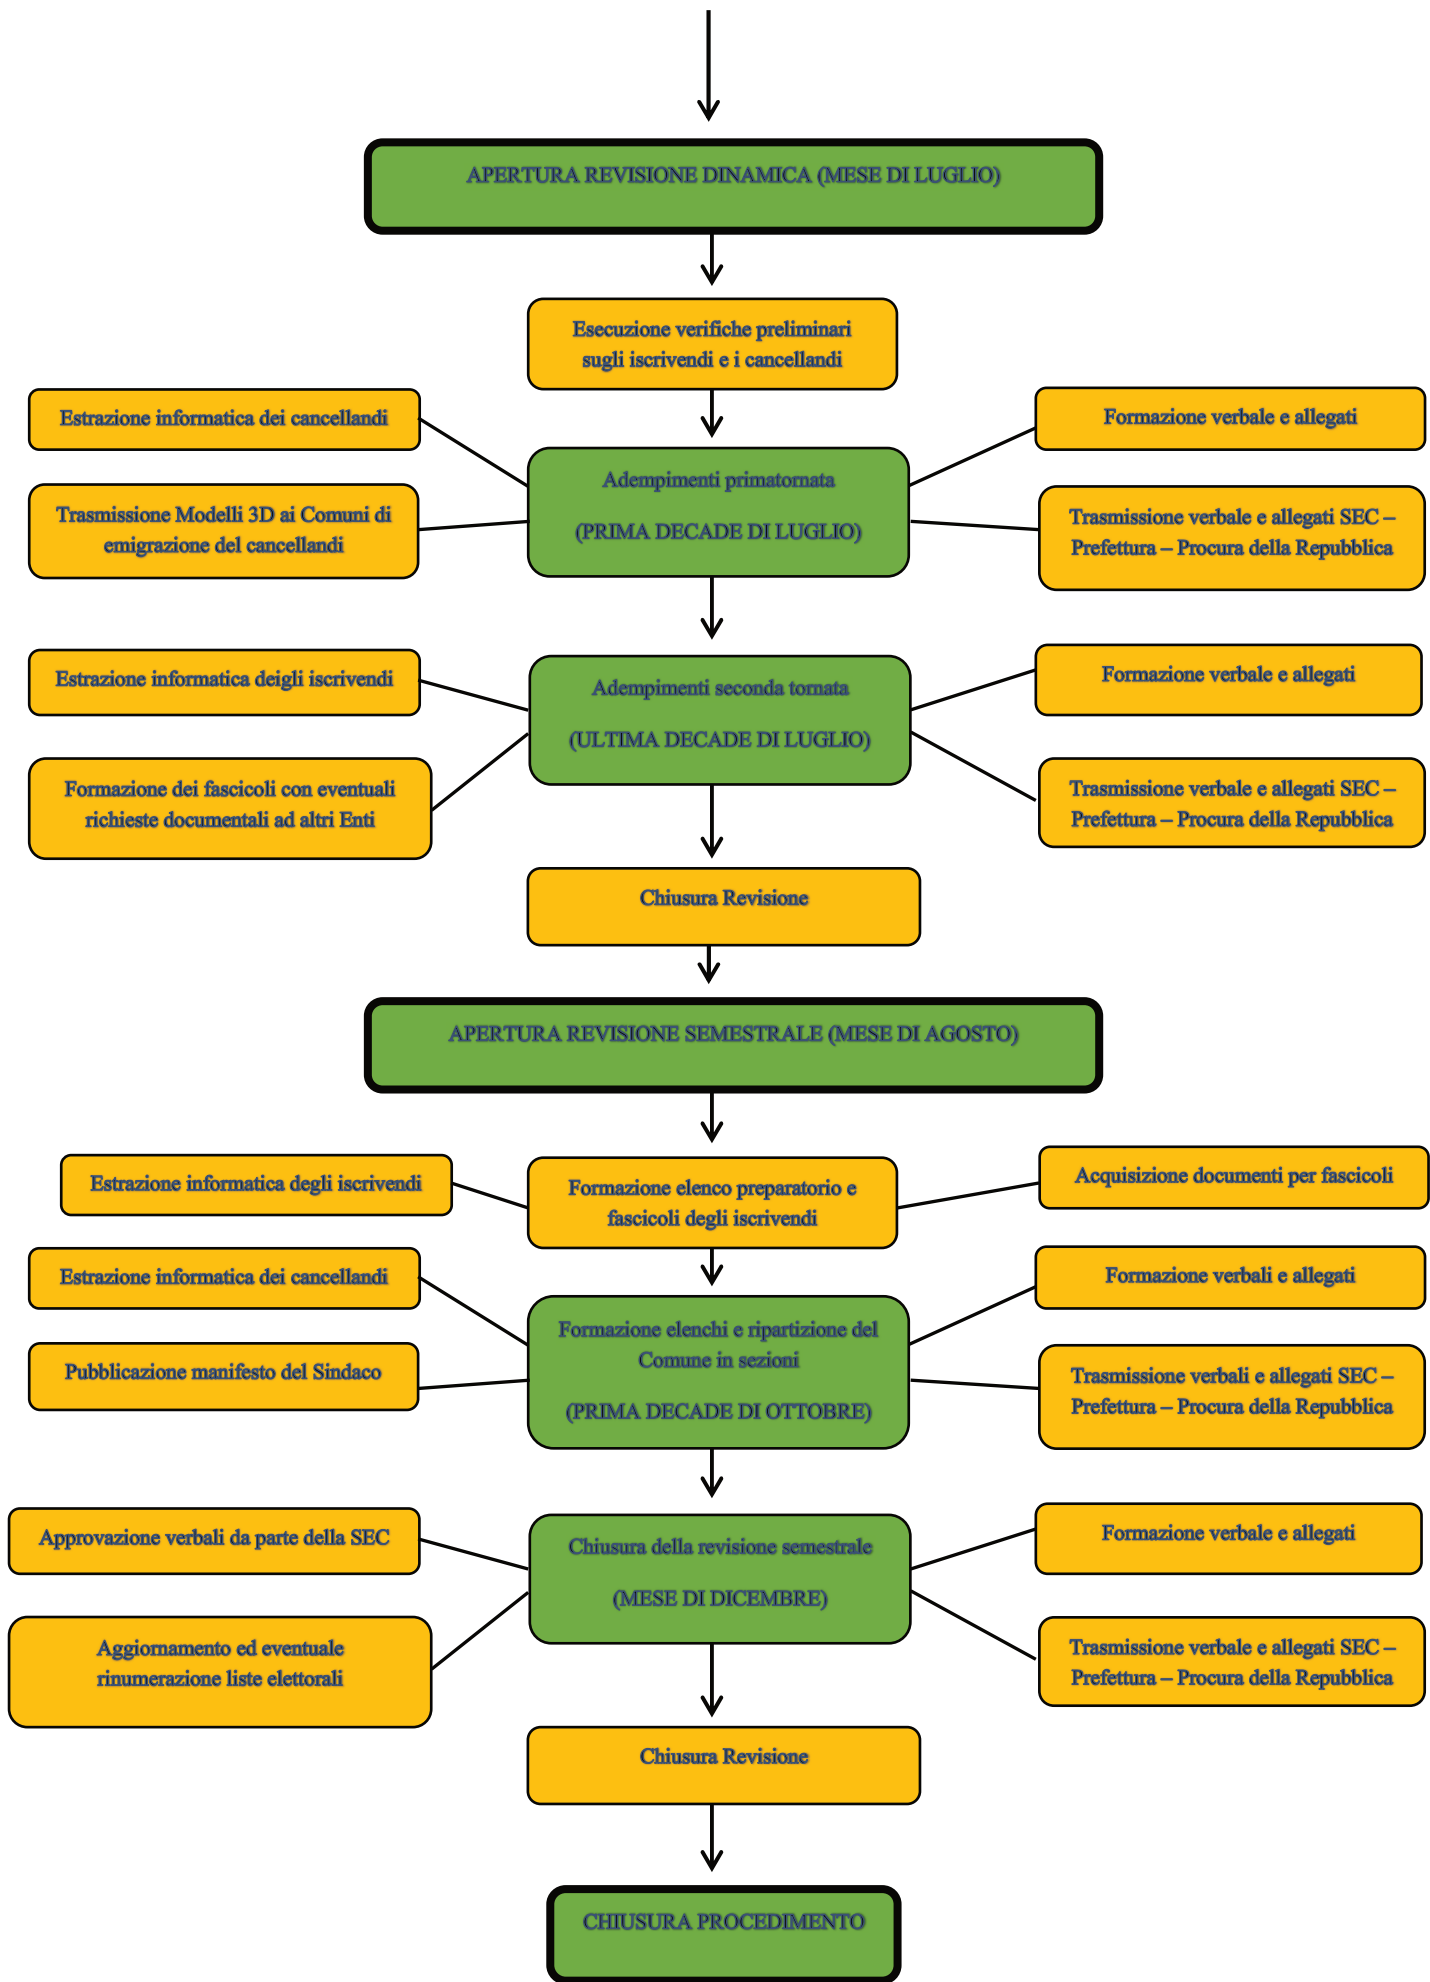 APERTURA REVISIONE DINAMICA (MESE DI LUGLIO)
Esecuzione verifiche preliminari
sugli iscrivendi e i cancellandi
Estrazione informatica dei cancellandi
Formazione verbale e allegati
Adempimenti primatornata
(PRIMA DECADE DI LUGLIO)
Trasmissione Modelli 3D ai Comuni di
emigrazione del cancellandi
Trasmissione verbale e allegati SEC –
Prefettura – Procura della Repubblica
Estrazione informatica deigli iscrivendi
Formazione verbale e allegati
Adempimenti seconda tornata
(ULTIMA DECADE DI LUGLIO)
Formazione dei fascicoli con eventuali
richieste documentali ad altri Enti
Trasmissione verbale e allegati SEC –
Prefettura – Procura della Repubblica
Chiusura Revisione
APERTURA REVISIONE SEMESTRALE (MESE DI AGOSTO)
Estrazione informatica degli iscrivendi
Formazione elenco preparatorio e
fascicoli degli iscrivendi
Acquisizione documenti per fascicoli
Estrazione informatica dei cancellandi
Formazione verbali e allegati
Formazione elenchi e ripartizione del
Comune in sezioni
(PRIMA DECADE DI OTTOBRE)
Pubblicazione manifesto del Sindaco
Trasmissione verbali e allegati SEC –
Prefettura – Procura della Repubblica
Approvazione verbali da parte della SEC
Formazione verbale e allegati
Chiusura della revisione semestrale
(MESE DI DICEMBRE)
Aggiornamento ed eventuale
rinumerazione liste elettorali
Trasmissione verbale e allegati SEC –
Prefettura – Procura della Repubblica
Chiusura Revisione
CHIUSURA PROCEDIMENTO